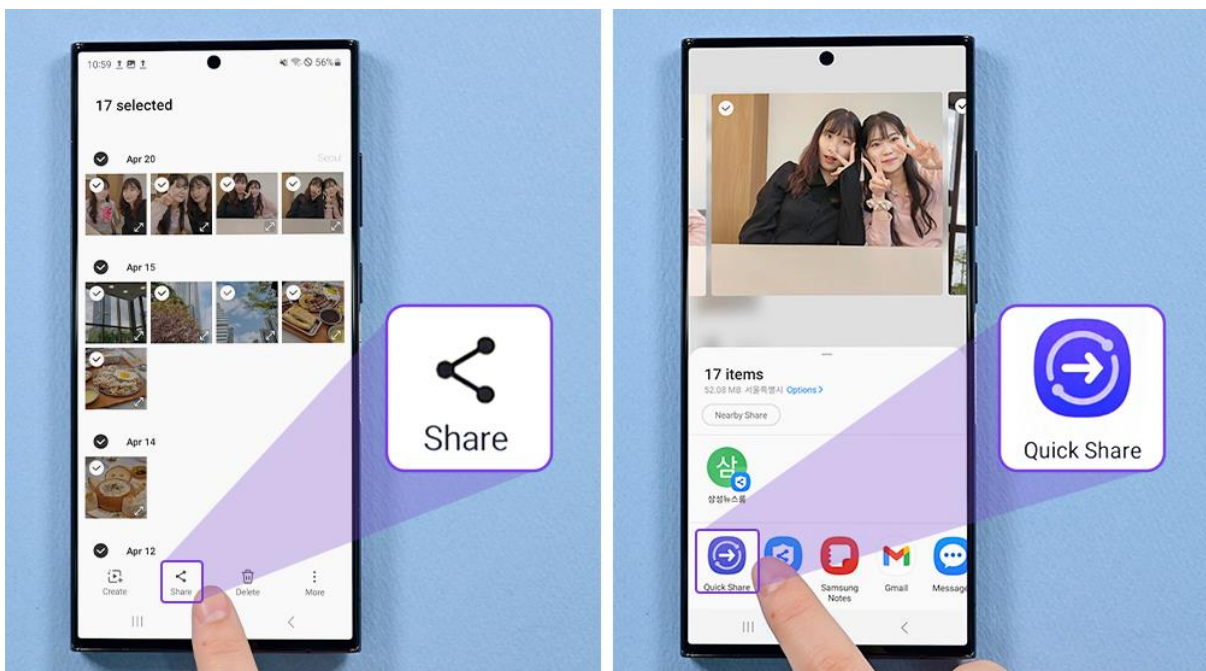 10:59
56%
17 selected
Apr 20
Seoul
Apr 15
Apr 14
Apr 12
Create
Share
Delete
More
Share
17 items
52.08 MB 서울특별시 Options >
Nearby Share
삼
삼성뉴스룸
Quick Share
Samsung
Notes
Gmail
Message
Quick Share